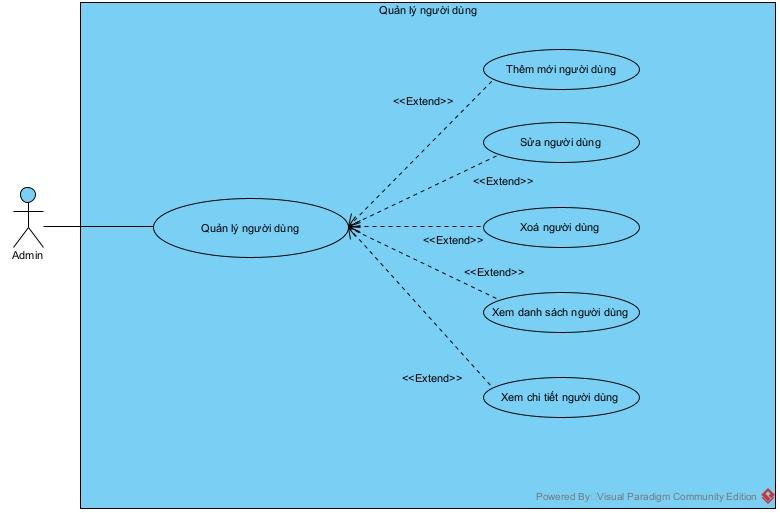 Quản lý người dùng
Thêm mới người dùng
<<Extend>>
Sửa người dùng
<<Extend>>
Quản lý người dùng
Xoá người dùng
<<Extend>>
Admin
<<Extend>>
Xem danh sách người dùng
<<Extend>>
Xem chi tiết người dùng
Powered By: Visual Paradigm Community Edition